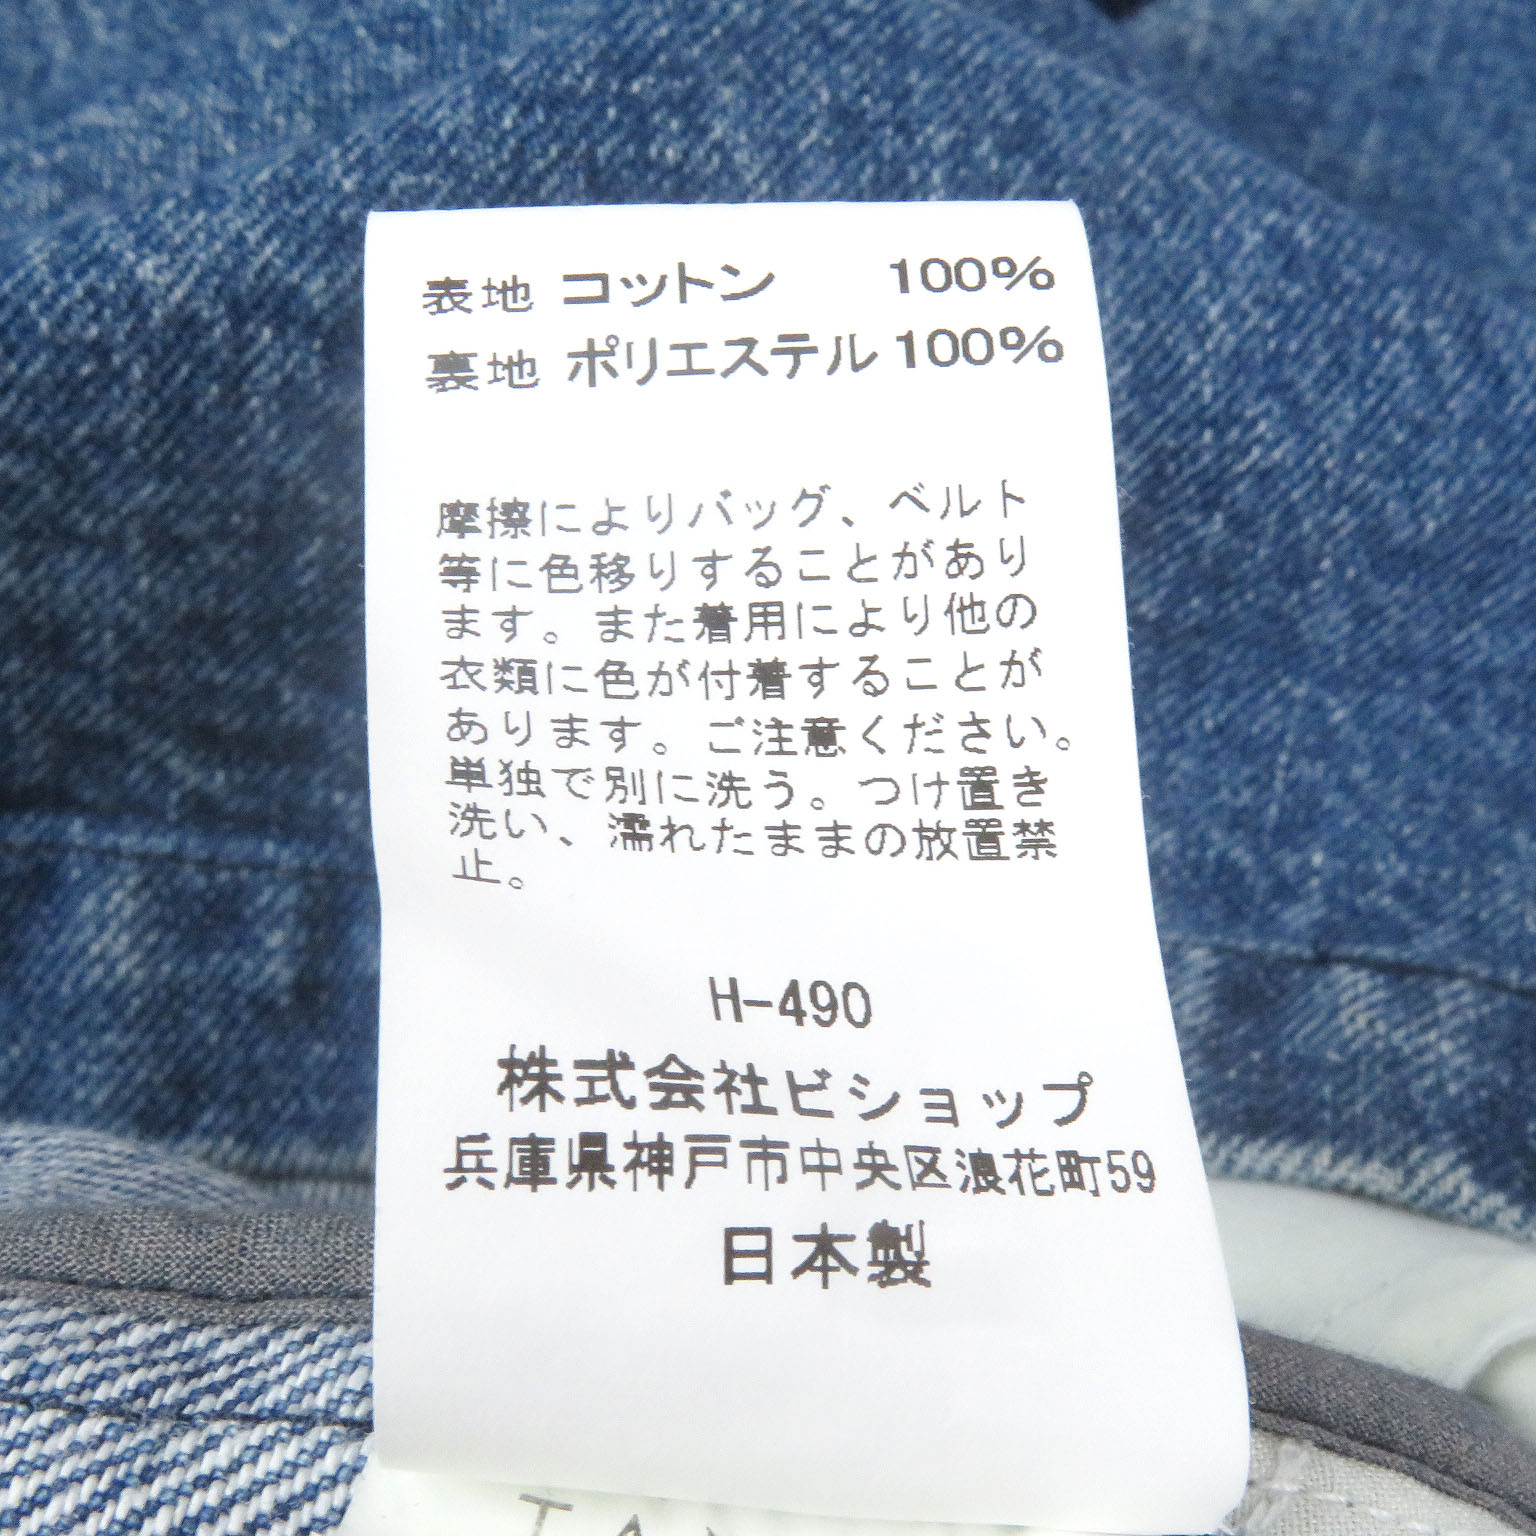 表地 コットン 100%
裏地 ポリエステル 100%
摩擦によりバッグ、ベルト
等に色移りすることがあり
ます。また着用により他の
衣類に色が付着することが
あります。ご注意ください。
単独で別に洗う。つけ置き
洗い、濡れたままの放置禁
止。
H-490
株式会社ビショップ
兵庫県神戸市中央区浪花町59
日本製